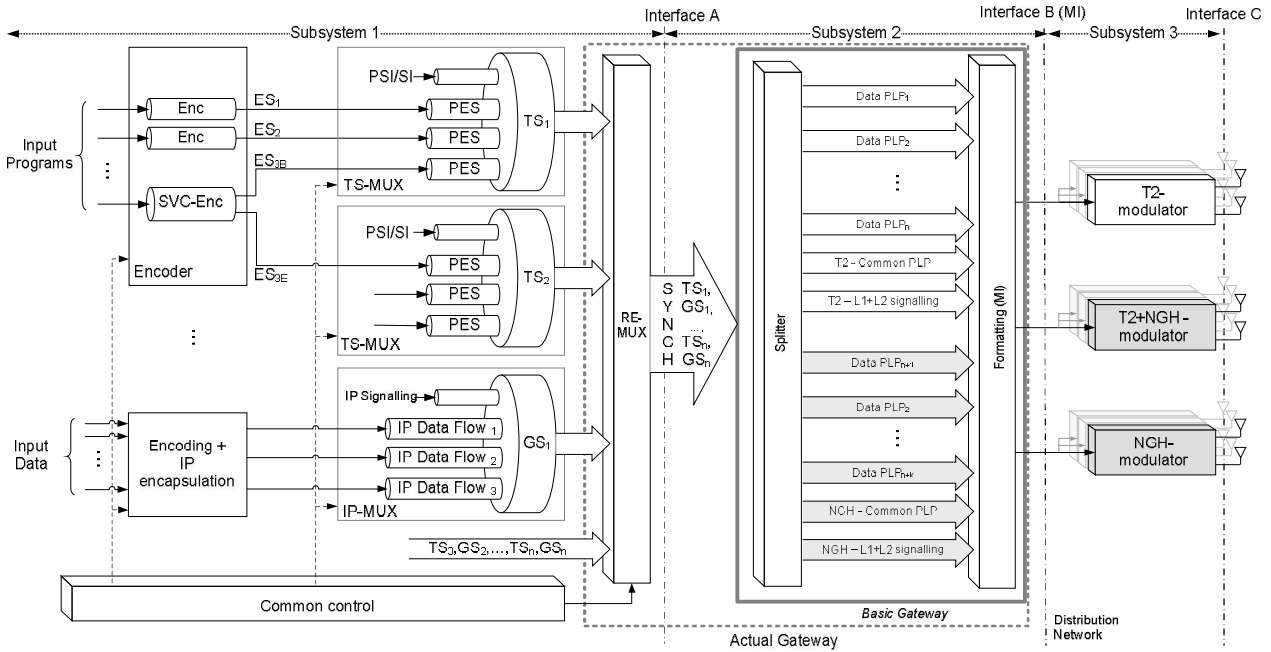 Interface A
Interface B (MI)
Interface C
Subsystem 1
Subsystem 2
Subsystem 3
Input
Programs
...
Enc
Enc
SVC-Enc
Encoder
ES1
ES2
ES3B
ES3E
PSI/SI
PES
PES
PES
TS1
TS-MUX
PSI/SI
PES
PES
PES
TS2
TS-MUX
...
Input
Data
...
Encoding +
IP
encapsulation
IP Signalling
IP Data Flow 1
IP Data Flow 2
IP Data Flow 3
GS1
IP-MUX
TS3,GS2,...,TSn,GSn
Common control
RE-
MUX
SYNCH
TS1,
GS1,
....
TSn,
GSn
Splitter
Data PLP1
Data PLP2
...
Data PLPn
T2 - Common PLP
T2 – L1+L2 signalling
Data PLPn+1
Data PLP2
...
Data PLPn+k
NGH - Common PLP
NGH – L1+L2 signalling
Formatting (MI)
Basic Gateway
Actual Gateway
T2-
modulator
T2+NGH -
modulator
NGH-
modulator
Distribution
Network